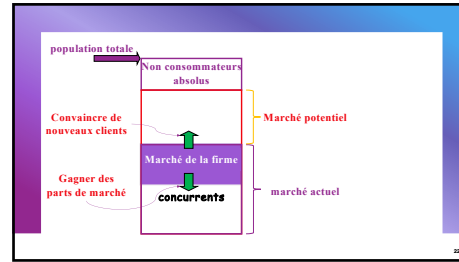 population totale
Non consommateurs
absolus
Convaincre de
nouveaux clients
Marché potentiel
Marché de la firme
Gagner des
parts de marché
concurrents
marché actuel
22